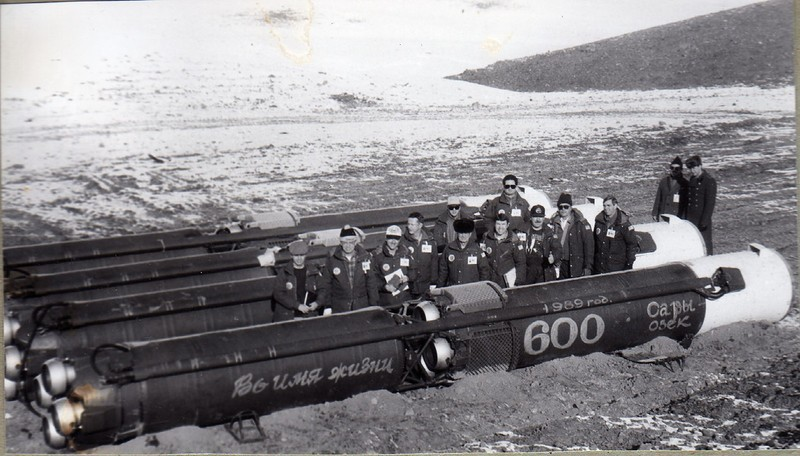 Во имя жизни
1989 год.
600
Сары
озек